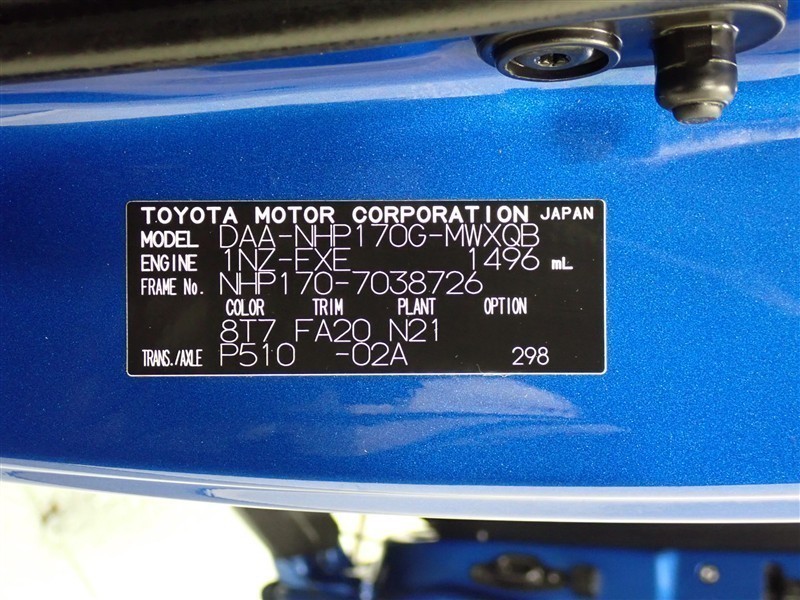 TOYOTA MOTOR CORPORATION JAPAN
MODEL DAA-NHP170G-MWXQB
ENGINE 1NZ-FXE 1496 mL
FRAME No. NHP170-7038726
COLOR TRIM PLANT OPTION
8T7 FA20 N21
TRANS./AXLE P510 -02A 298